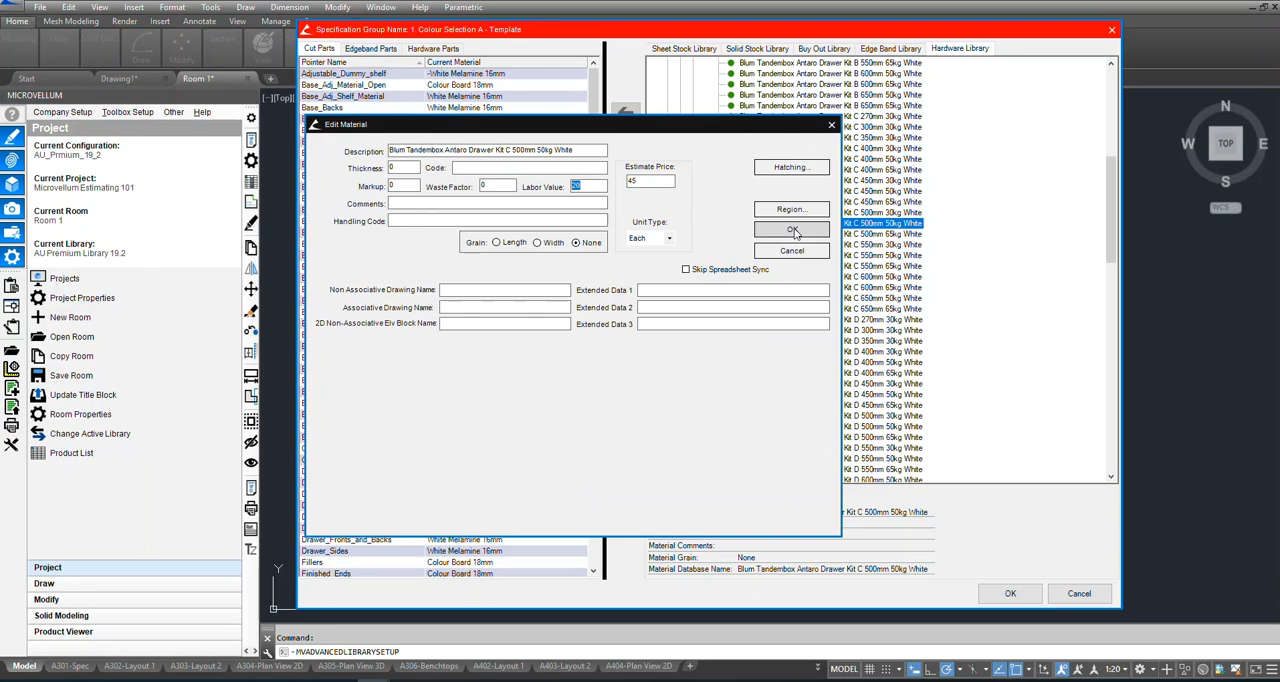 File Edit View Insert Format Tools Draw Dimension Modify Window Help Parametric
Home Mesh Modeling Render Insert Annotate View Manage
Specification Group Name: 1. Colour Selection A - Template
Cut Parts Edgeband Parts Hardware Parts
Sheet Stock Library Solid Stock Library Buy Out Library Edge Band Library Hardware Library
Pointer Name Current Material
Adjustable_Dummy_shelf -White Melamine 16mm
Base_Adj_Material_Open Colour Board 18mm
Base_Adj_Shelf_Material White Melamine 16mm
Base_Backs White Melamine 16mm
Blum Tandembox Antaro Drawer Kit B 550mm 65kg White
Blum Tandembox Antaro Drawer Kit B 600mm 50kg White
Blum Tandembox Antaro Drawer Kit B 600mm 65kg White
Blum Tandembox Antaro Drawer Kit B 650mm 50kg White
Blum Tandembox Antaro Drawer Kit B 650mm 65kg White
Start Drawing1* Room 1*
[-][Top]
MICROVELLUM
Company Setup Toolbox Setup Other Help
Project
Current Configuration:
AU_Prmium_19_2
Current Project:
Microvellum Estimating 101
Current Room
Room 1
Current Library:
AU Premium Library 19.2
Projects
Project Properties
New Room
Open Room
Copy Room
Save Room
Update Title Block
Room Properties
Change Active Library
Product List
Project
Draw
Modify
Solid Modeling
Product Viewer
Edit Material
Description: Blum Tandembox Antaro Drawer Kit C 500mm 50kg White
Thickness: 0 Code:
Markup: 0 Waste Factor: 0 Labor Value: 20
Comments:
Handling Code:
Grain: Length Width None
Estimate Price:
45
Unit Type:
Each
Hatching...
Region...
OK
Cancel
Skip Spreadsheet Sync
Non Associative Drawing Name: Extended Data 1
Associative Drawing Name: Extended Data 2
2D Non-Associative Elv Block Name: Extended Data 3
Kit C 270mm 30kg White
Kit C 300mm 30kg White
Kit C 350mm 30kg White
Kit C 400mm 30kg White
Kit C 400mm 50kg White
Kit C 400mm 65kg White
Kit C 450mm 30kg White
Kit C 450mm 50kg White
Kit C 450mm 65kg White
Kit C 500mm 30kg White
Kit C 500mm 50kg White
Kit C 500mm 65kg White
Kit C 550mm 30kg White
Kit C 550mm 50kg White
Kit C 550mm 65kg White
Kit C 600mm 50kg White
Kit C 600mm 65kg White
Kit C 650mm 50kg White
Kit C 650mm 65kg White
Kit D 270mm 30kg White
Kit D 300mm 30kg White
Kit D 350mm 30kg White
Kit D 400mm 30kg White
Kit D 400mm 50kg White
Kit D 400mm 65kg White
Kit D 450mm 30kg White
Kit D 450mm 50kg White
Kit D 450mm 65kg White
Kit D 500mm 30kg White
Kit D 500mm 50kg White
Kit D 500mm 65kg White
Kit D 550mm 30kg White
Kit D 550mm 50kg White
Kit D 550mm 65kg White
Kit D 600mm 50kg White
Drawer_Fronts_and_Backs White Melamine 16mm
Drawer_Sides White Melamine 16mm
Fillers Colour Board 18mm
Finished_Ends Colour Board 18mm
Kit C 500mm 50kg White
Material Comments:
Material Grain: None
Material Database Name: Blum Tandembox Antaro Drawer Kit C 500mm 50kg White
OK Cancel
N
W TOP E
S
WCS
Y
Command:
-MVADVANCEDLIBRARYSETUP
Model A301-Spec A302-Layout 1 A303-Layout 2 A304-Plan View 2D A305-Plan View 3D A306-Benchtops A402-Layout 1 A403-Layout 2 A404-Plan View 2D
MODEL 1:20